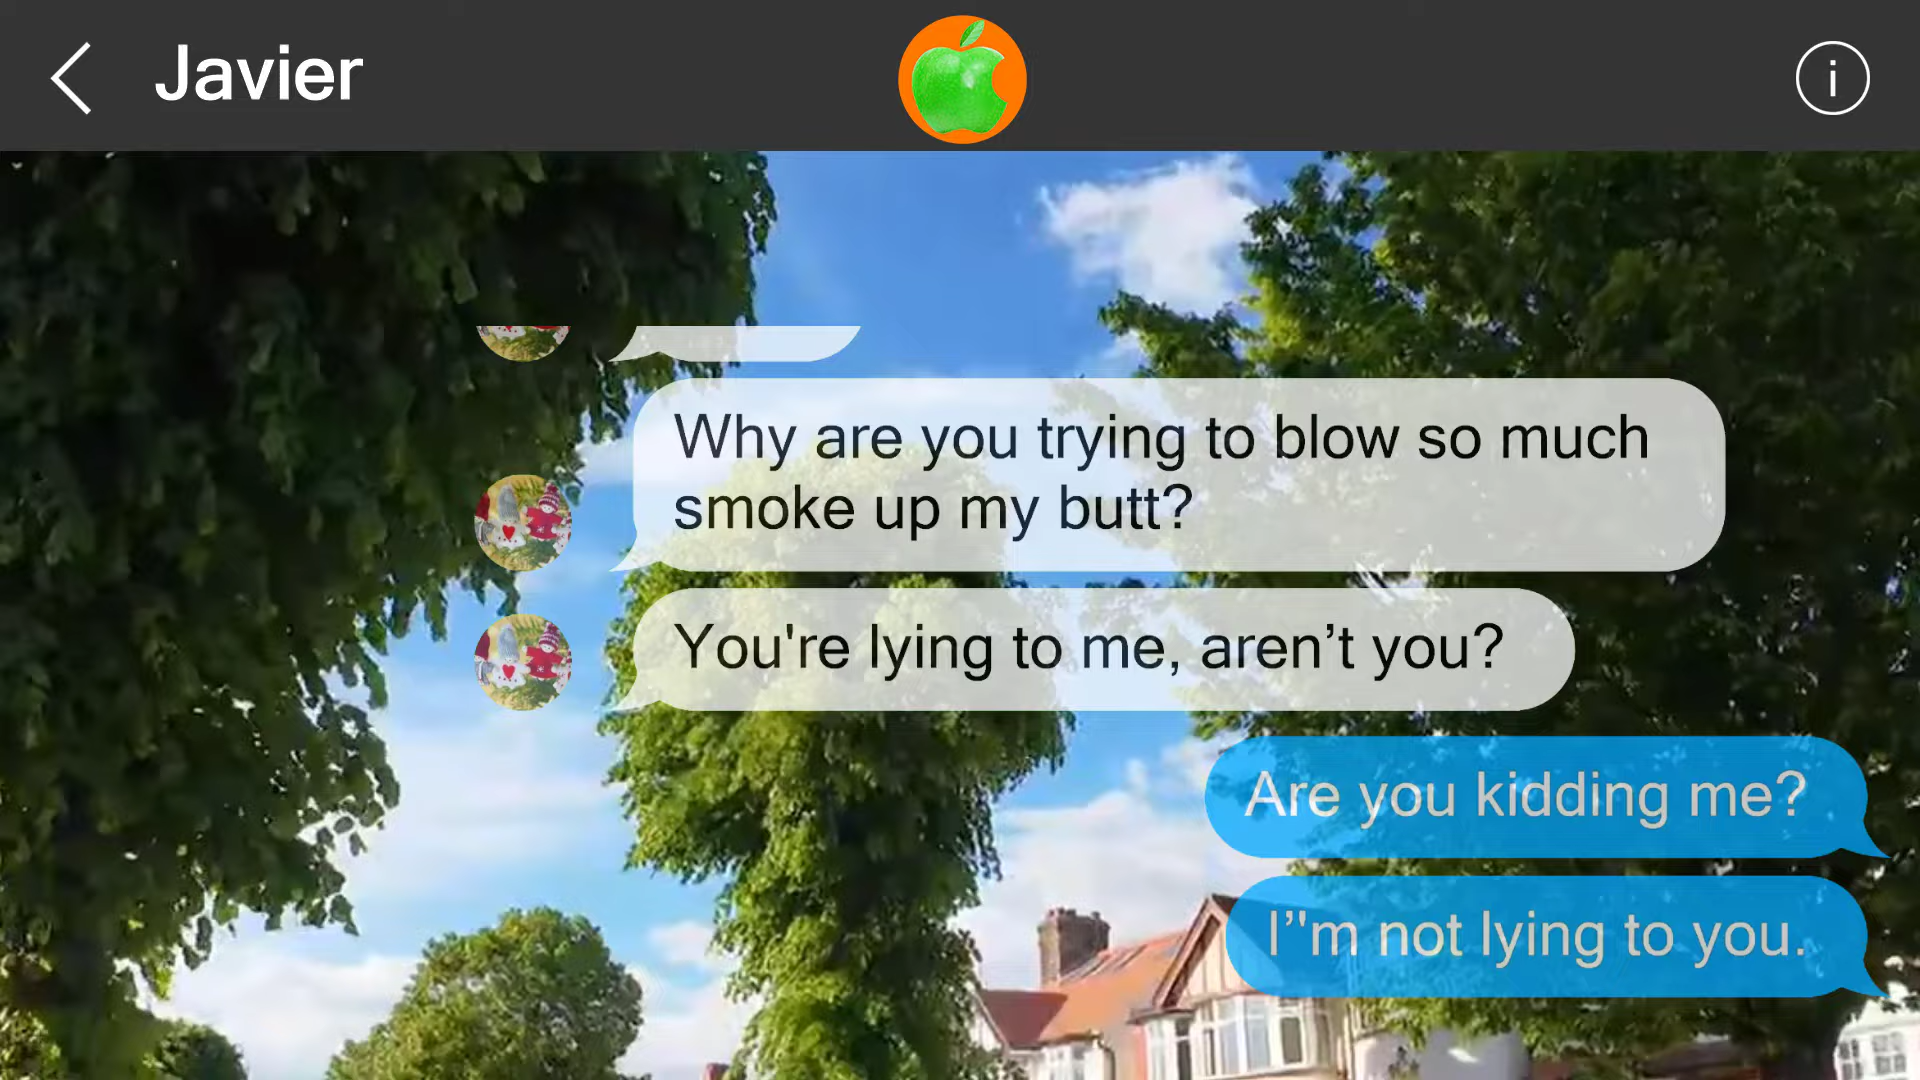 Javier
i
Why are you trying to blow so much
smoke up my butt?
You're lying to me, aren’t you?
Are you kidding me?
I”"m not lying to you.